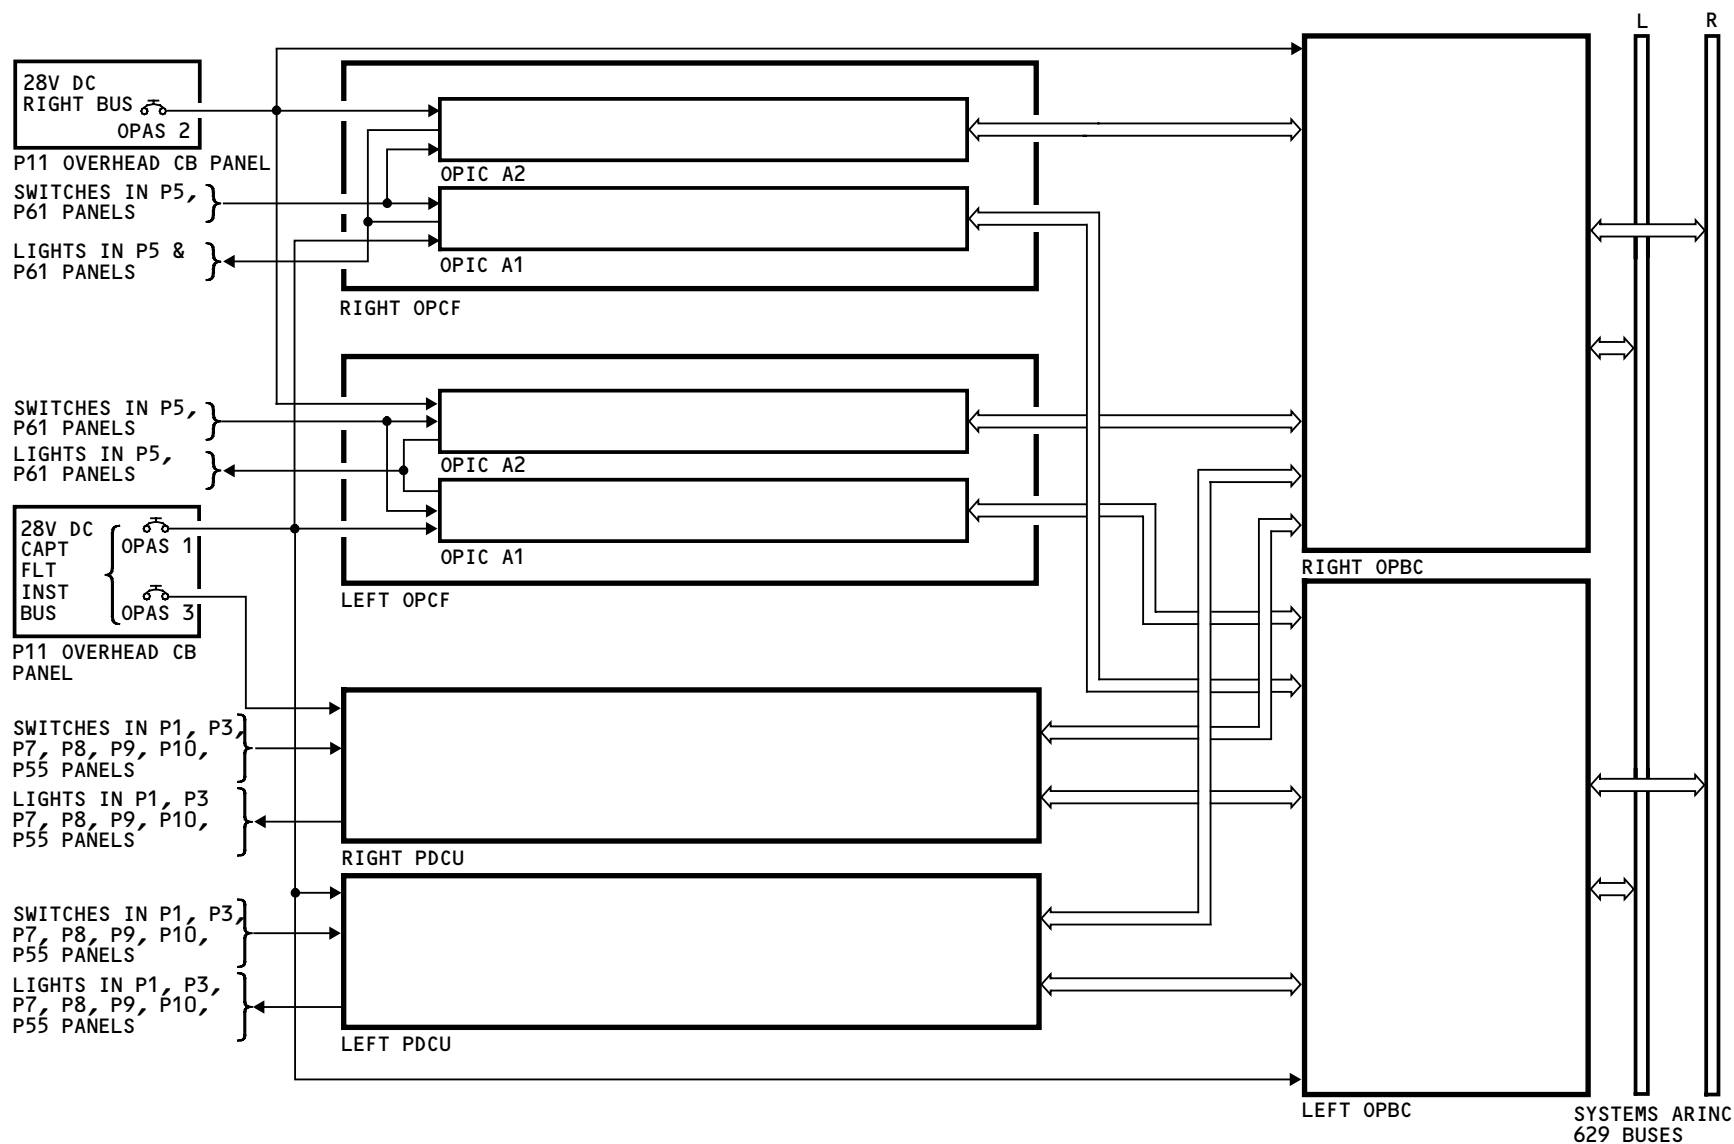 L
R
28V DC
RIGHT BUS
OPAS 2
P11 OVERHEAD CB PANEL
SWITCHES IN P5,
P61 PANELS
LIGHTS IN P5 &
P61 PANELS
OPIC A2
OPIC A1
RIGHT OPCF
SWITCHES IN P5,
P61 PANELS
LIGHTS IN P5,
P61 PANELS
OPIC A2
OPIC A1
LEFT OPCF
28V DC
CAPT
FLT
INST
BUS
OPAS 1
OPAS 3
P11 OVERHEAD CB
PANEL
RIGHT OPBC
SWITCHES IN P1, P3,
P7, P8, P9, P10,
P55 PANELS
LIGHTS IN P1, P3
P7, P8, P9, P10,
P55 PANELS
RIGHT PDCU
SWITCHES IN P1, P3,
P7, P8, P9, P10,
P55 PANELS
LIGHTS IN P1, P3,
P7, P8, P9, P10,
P55 PANELS
LEFT PDCU
LEFT OPBC
SYSTEMS ARINC
629 BUSES